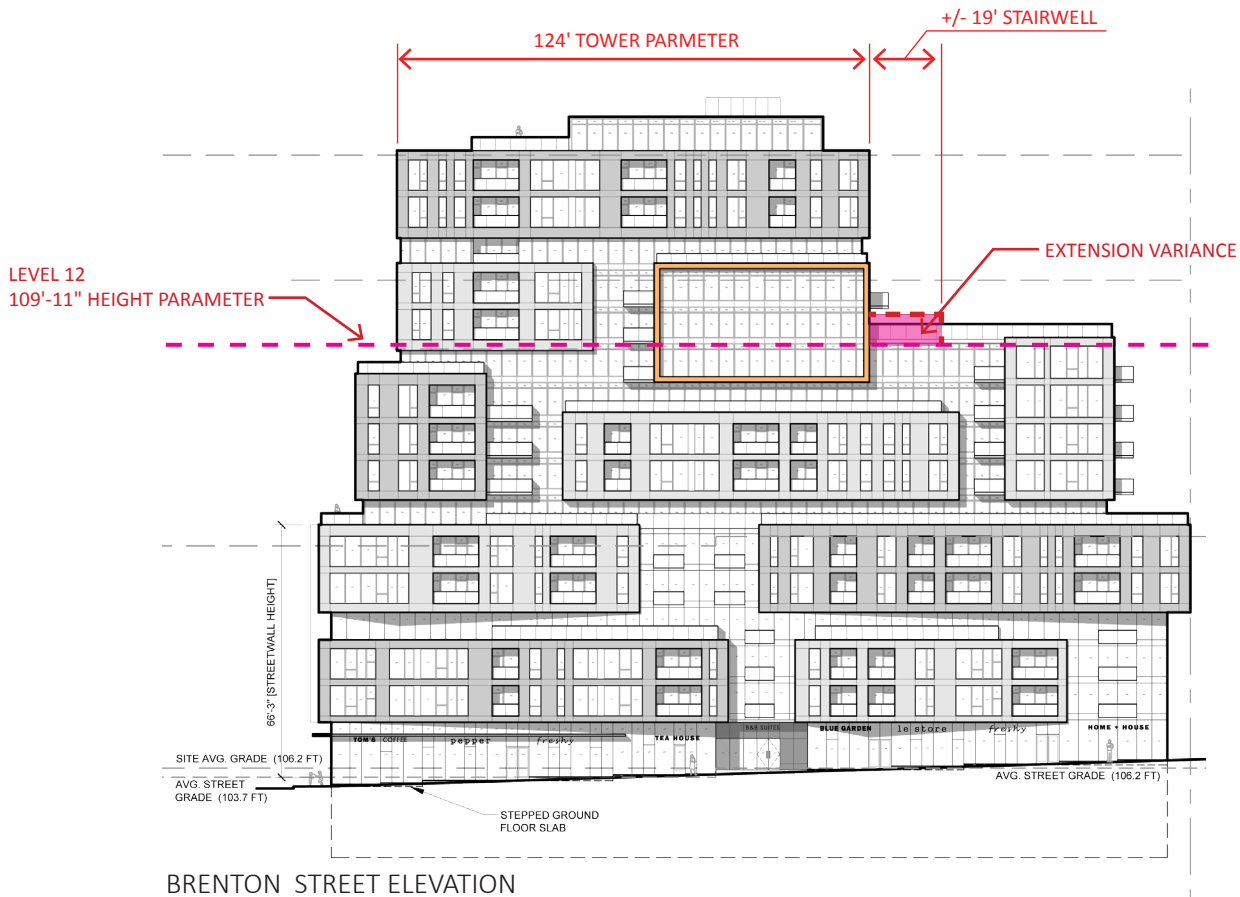 +/- 19' STAIRWELL
124' TOWER PARMETER
EXTENSION VARIANCE
LEVEL 12
109'-11" HEIGHT PARAMETER
66'-3" [STREETWALL HEIGHT]
TOM'S COFFEE
pepper
freshy
TEA HOUSE
BLUE GARDEN
le store
freshy
HOME + HOUSE
SITE AVG. GRADE (106.2 FT)
AVG. STREET
GRADE (103.7 FT)
AVG. STREET GRADE (106.2 FT)
STEPPED GROUND
FLOOR SLAB
BRENTON STREET ELEVATION